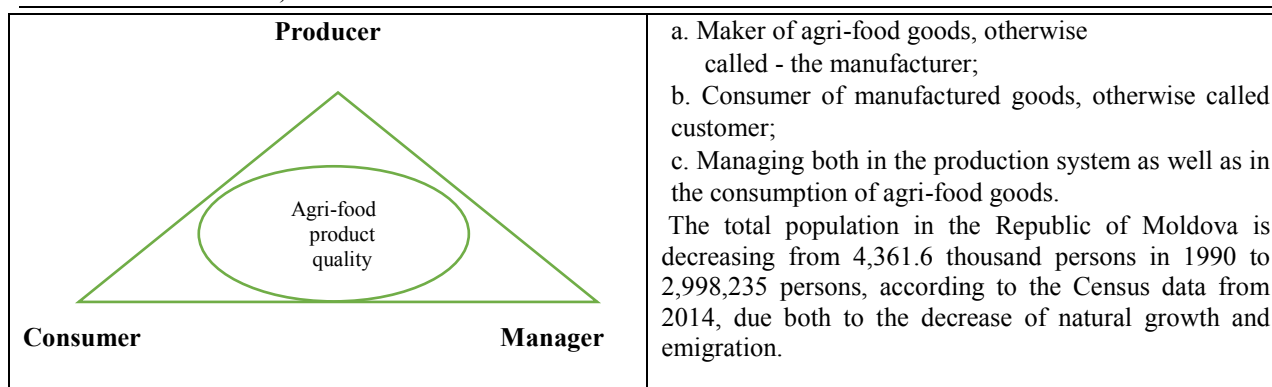 Producer
Agri-food
product
quality
Consumer
Manager
a. Maker of agri-food goods, otherwise
called - the manufacturer;
b. Consumer of manufactured goods, otherwise called
customer;
c. Managing both in the production system as well as in
the consumption of agri-food goods.
The total population in the Republic of Moldova is
decreasing from 4,361.6 thousand persons in 1990 to
2,998,235 persons, according to the Census data from
2014, due both to the decrease of natural growth and
emigration.